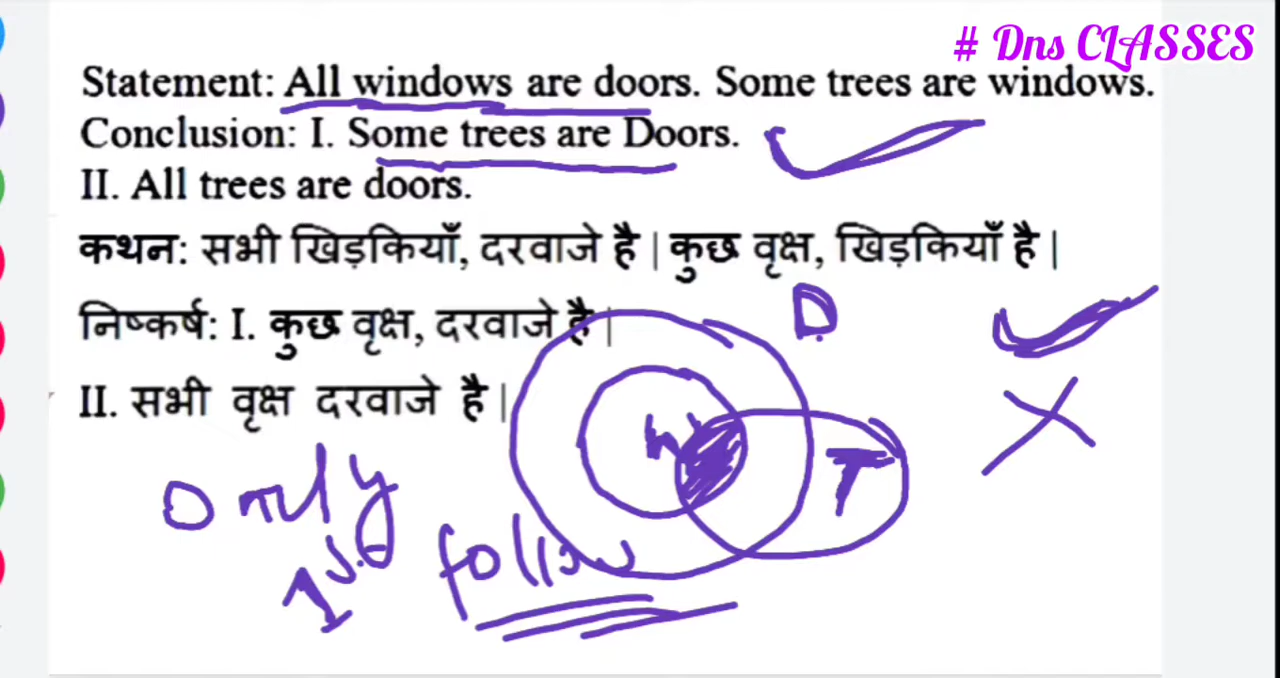 # Dns CLASSES
Statement: All windows are doors. Some trees are windows.
Conclusion: I. Some trees are Doors.
II. All trees are doors.
कथन: सभी खिड़कियाँ, दरवाजे है | कुछ वृक्ष, खिड़कियाँ है |
निष्कर्ष: I. कुछ वृक्ष, दरवाजे है |
D
II. सभी वृक्ष दरवाजे है |
W
T
only
Ist follow